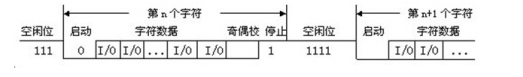 第 n 个字符 第 n+1 个字符
空闲位 启动 字符数据 奇偶校 停止 空闲位 启动 字符数据
111 0 I/0 I/0 ... I/0 I/0 1 1111 I/0 I/0 ...